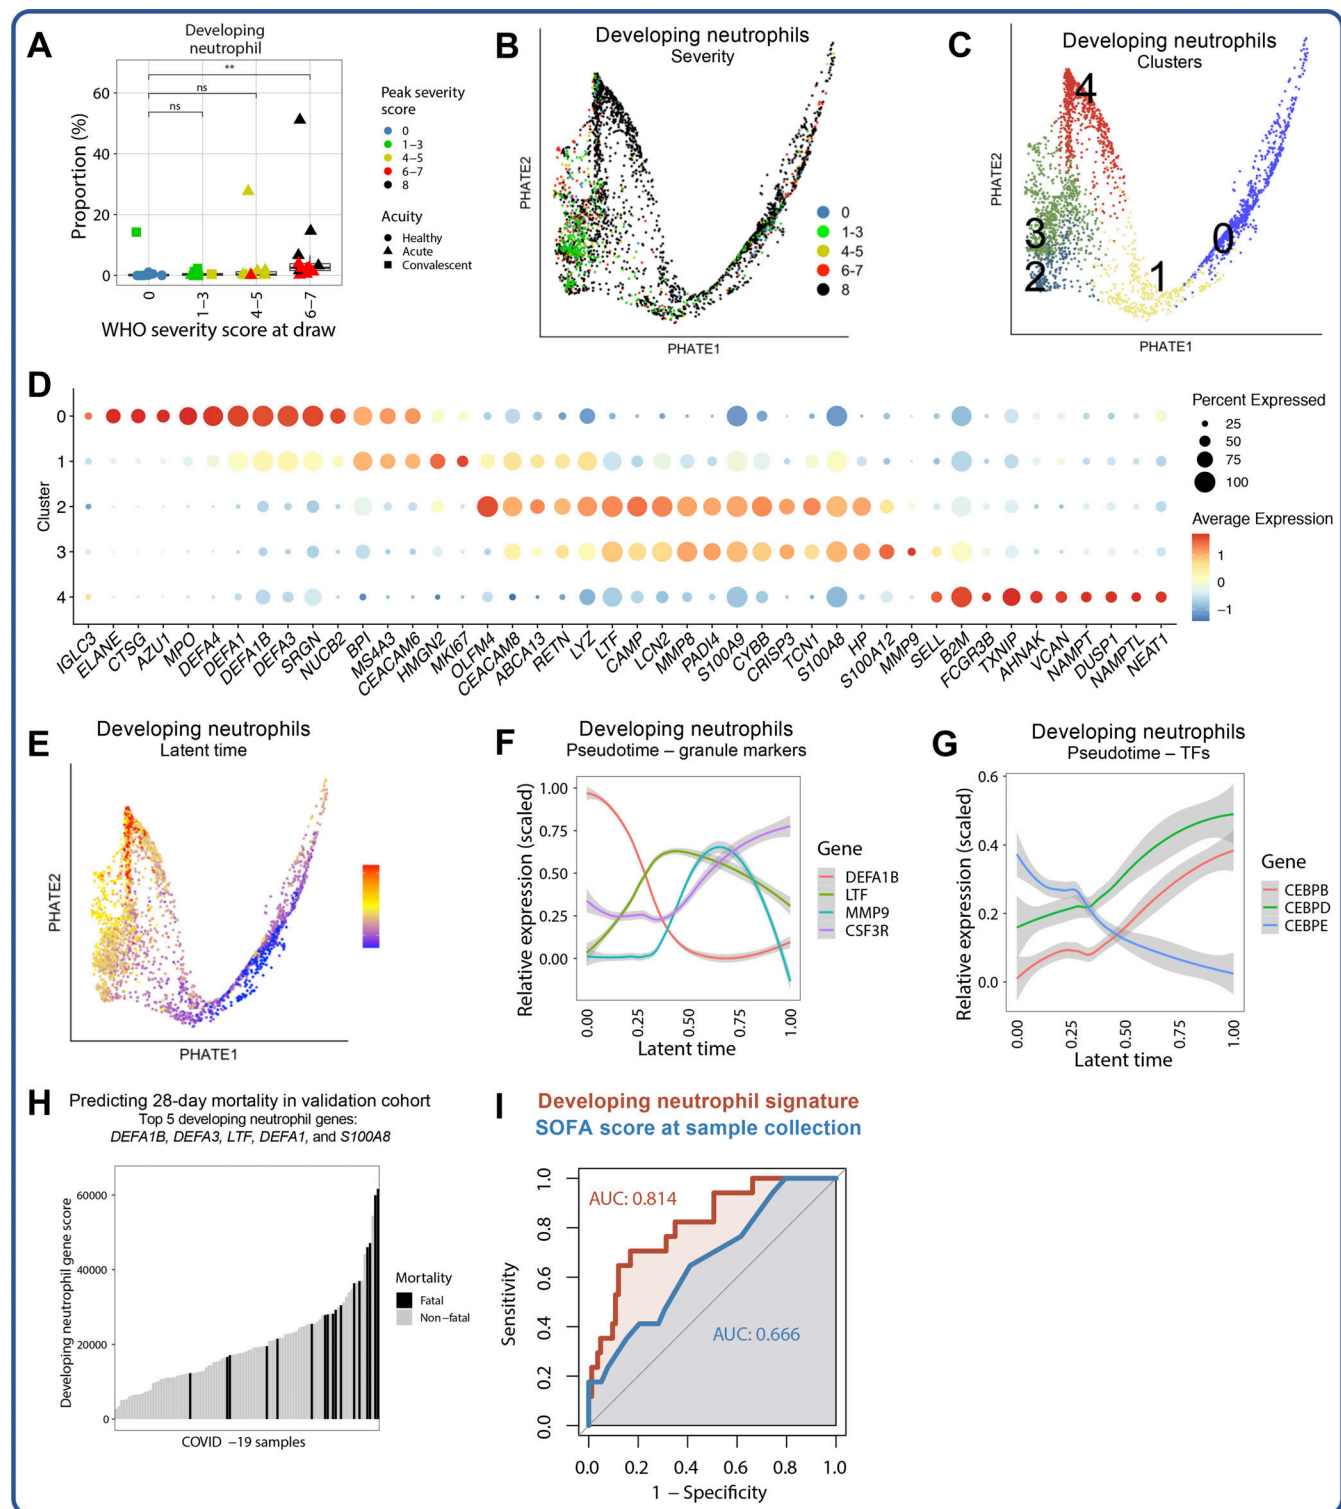 A
Developing
neutrophil
**
ns
ns
60
40
20
0
Proportion (%)
0
1–3
4–5
6–7
WHO severity score at draw
Peak severity
score
0
1–3
4–5
6–7
8
Acuity
Healthy
Acute
Convalescent
B
Developing neutrophils
Severity
PHATE2
PHATE1
0
1-3
4-5
6-7
8
C
Developing neutrophils
Clusters
PHATE2
PHATE1
4
3
2
1
0
D
Cluster
0
1
2
3
4
IGLC3
ELANE
CTSG
AZU1
MPO
DEFA4
DEFA1
DEFA1B
DEFA3
SRGN
NUCB2
BPI
MS4A3
CEACAM6
HMGN2
MKI67
OLFM4
CEACAM8
ABCA13
RETN
LYZ
LTF
CAMP
LCN2
MMP8
PADI4
S100A9
CYBB
CRISP3
TCN1
S100A8
HP
S100A12
MMP9
SELL
B2M
FCGR3B
TXNIP
AHNAK
VCAN
NAMPT
DUSP1
NAMPTL
NEAT1
Percent Expressed
25
50
75
100
Average Expression
1
0
−1
E
Developing neutrophils
Latent time
PHATE2
PHATE1
F
Developing neutrophils
Pseudotime – granule markers
Relative expression (scaled)
1.00
0.75
0.50
0.25
0.00
0.00
0.25
0.50
0.75
1.00
Latent time
Gene
DEFA1B
LTF
MMP9
CSF3R
G
Developing neutrophils
Pseudotime – TFs
Relative expression (scaled)
0.6
0.4
0.2
0.0
0.00
0.25
0.50
0.75
1.00
Latent time
Gene
CEBPB
CEBPD
CEBPE
H
Predicting 28-day mortality in validation cohort
Top 5 developing neutrophil genes:
DEFA1B, DEFA3, LTF, DEFA1, and S100A8
Developing neutrophil gene score
60000
40000
20000
0
COVID –19 samples
Mortality
Fatal
Non–fatal
I
Developing neutrophil signature
SOFA score at sample collection
AUC: 0.814
AUC: 0.666
Sensitivity
1.0
0.8
0.6
0.4
0.2
0.0
0.0
0.2
0.4
0.6
0.8
1.0
1 – Specificity